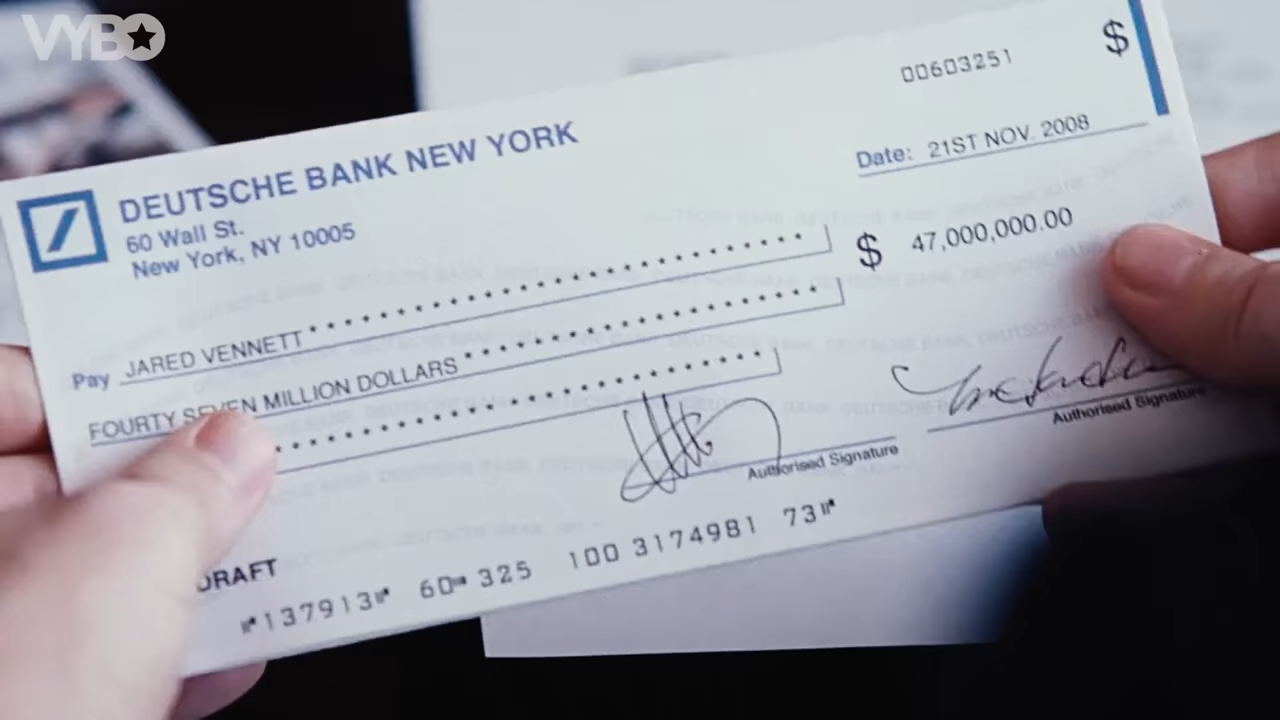 VYBO
00603251
$
DEUTSCHE BANK NEW YORK
60 Wall St.
New York, NY 10005
Date: 21ST NOV. 2008
$ 47,000,000.00
Pay JARED VENNETT
FOURTY SEVEN MILLION DOLLARS
Authorised Signature
Authorised Signature
DRAFT
137913 60 325 100 3174981 73